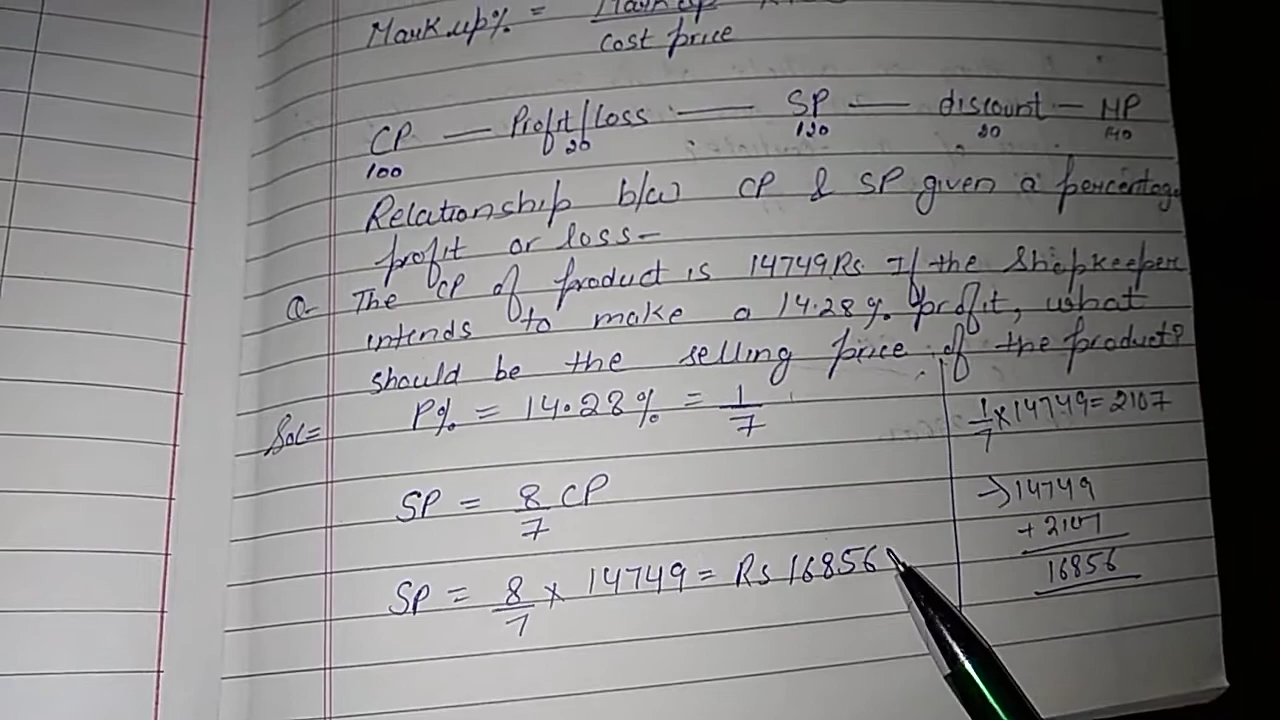 Mark up% =
Cost price
CP — Profit/Loss — SP — discount — MP
100 20 120 20 140
Relationship b/w CP & SP given a percentage
profit or loss-
Q- The CP of product is 14749Rs If the Shopkeeper
intends to make a 14.28% profit, what
should be the selling price of the product?
Sol= P% = 14.28% = 1/7
SP = 8/7 CP
SP = 8/7 × 14749 = Rs 16856
1/7 × 14749 = 2107
→ 14749
+ 2107
16856